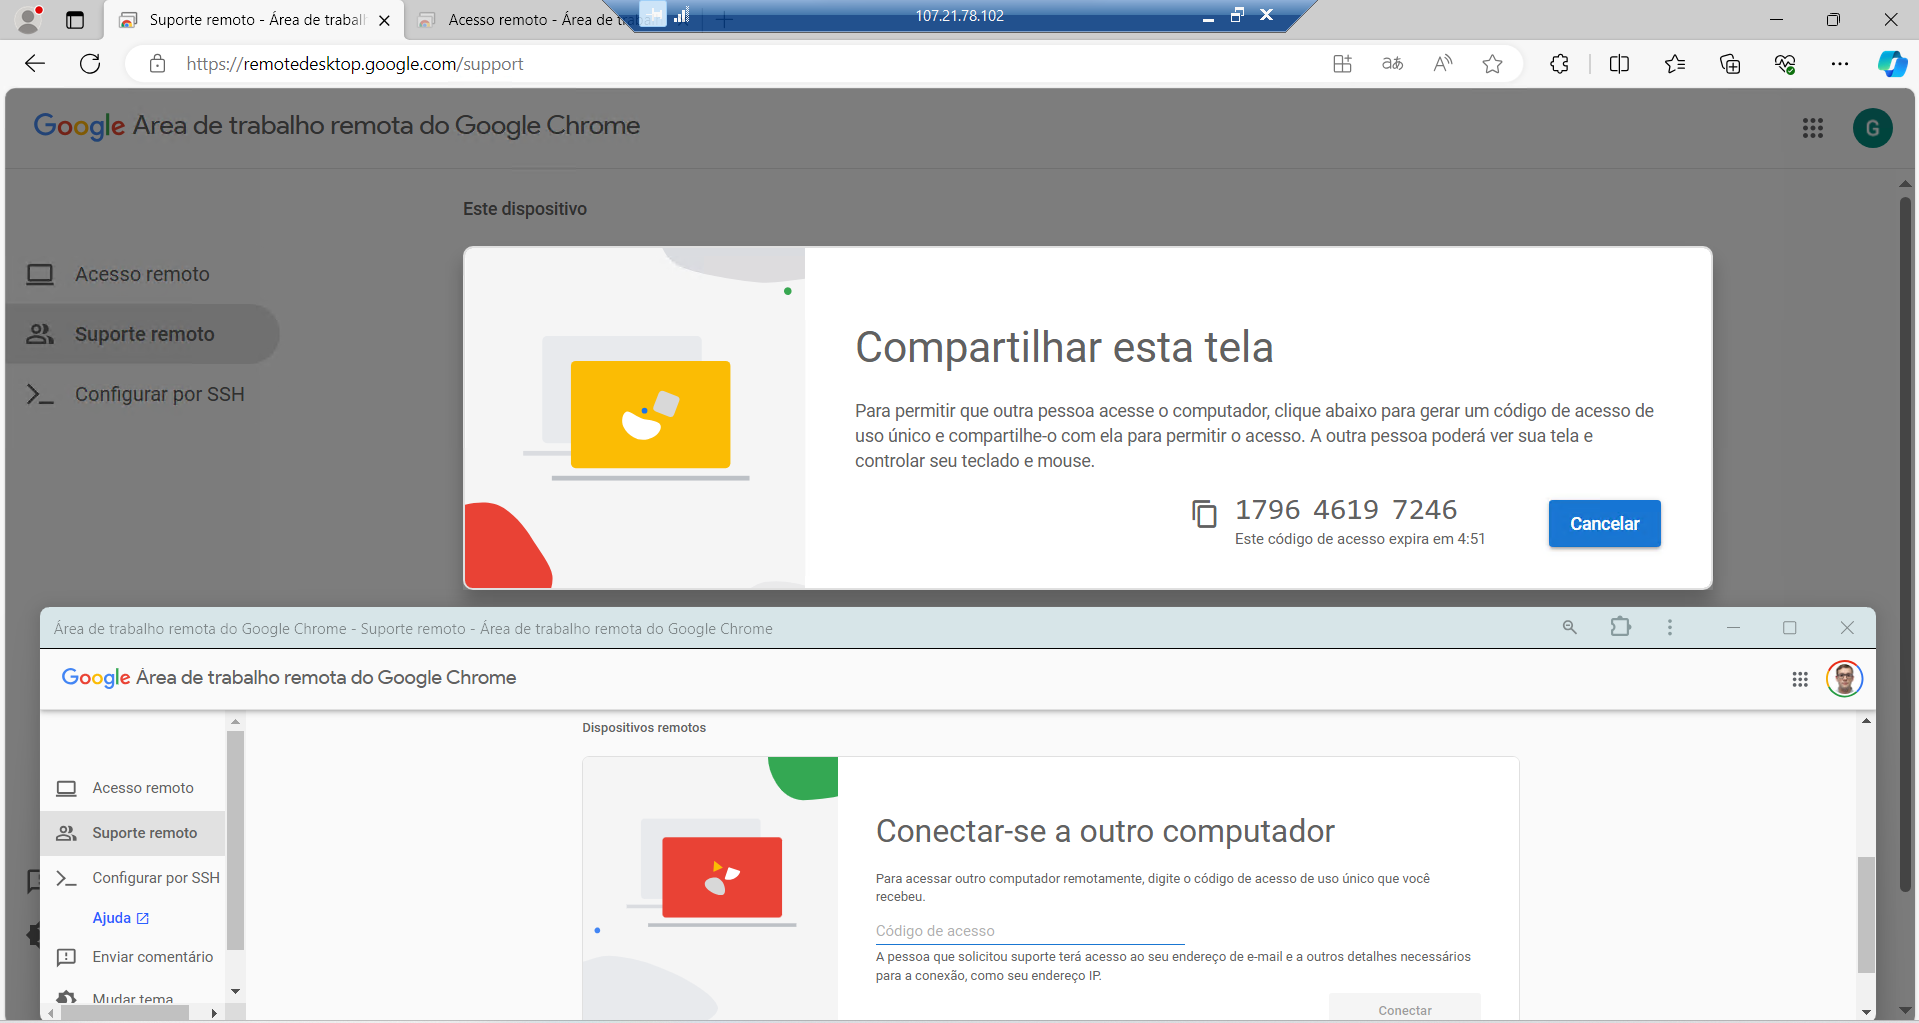 Suporte remoto - Área de trabalh
Acesso remoto - Área de
107.21.78.102
https://remotedesktop.google.com/support
Google Área de trabalho remota do Google Chrome
G
Este dispositivo
Acesso remoto
Suporte remoto
Configurar por SSH
Compartilhar esta tela
Para permitir que outra pessoa acesse o computador, clique abaixo para gerar um código de acesso de
uso único e compartilhe-o com ela para permitir o acesso. A outra pessoa poderá ver sua tela e
controlar seu teclado e mouse.
1796 4619 7246
Este código de acesso expira em 4:51
Cancelar
Área de trabalho remota do Google Chrome - Suporte remoto - Área de trabalho remota do Google Chrome
Google Área de trabalho remota do Google Chrome
Acesso remoto
Suporte remoto
Configurar por SSH
Ajuda
Enviar comentário
Mudar tema
Dispositivos remotos
Conectar-se a outro computador
Para acessar outro computador remotamente, digite o código de acesso de uso único que você
recebeu.
Código de acesso
A pessoa que solicitou suporte terá acesso ao seu endereço de e-mail e a outros detalhes necessários
para a conexão, como seu endereço IP.
Conectar